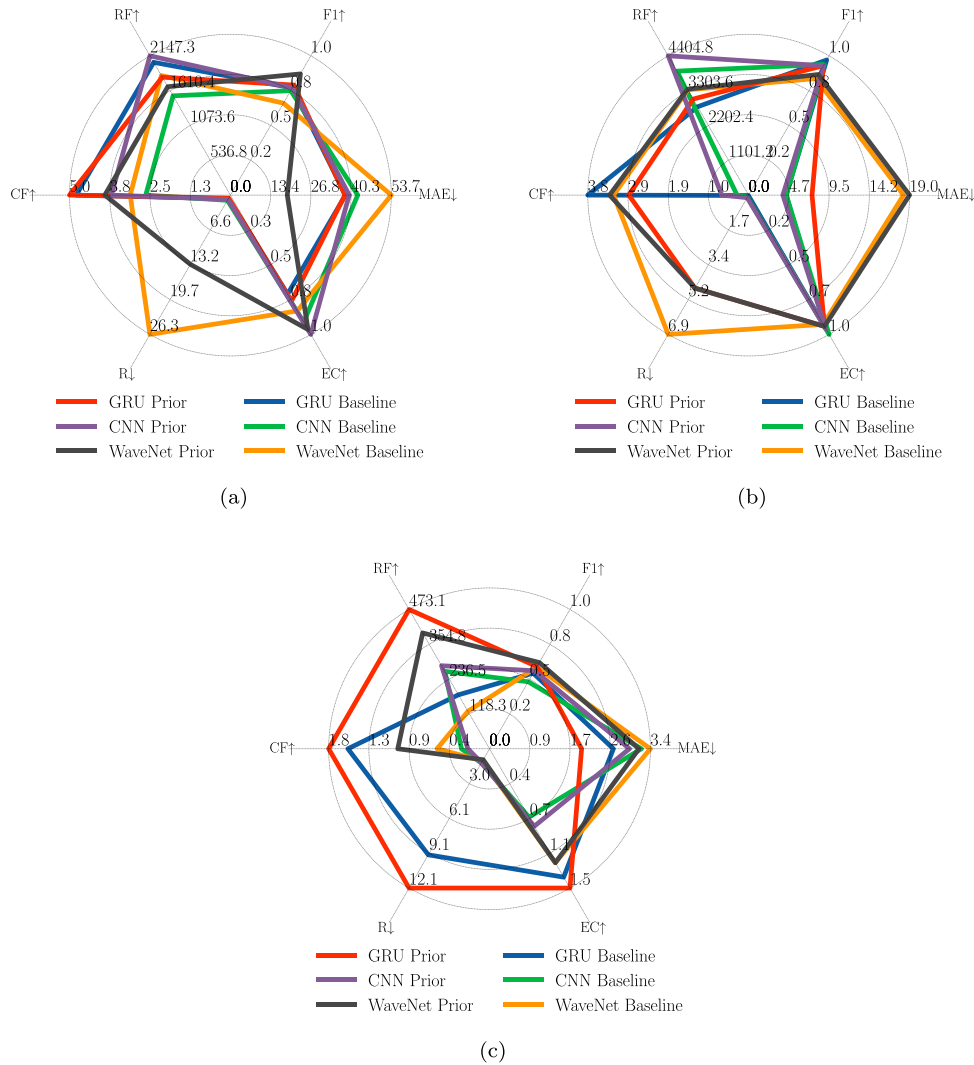 RF↑ F1↑ RF↑ F1↑
2147.3 1.0 4404.8 1.0
1610.4 0.8 3303.6 0.8
1073.6 0.5 2202.4 0.5
536.8 0.2 1101.2 0.2
CF↑ 5.0 3.8 2.5 1.3 0.0 13.4 26.8 40.3 53.7 MAE↓ CF↑ 3.8 2.9 1.9 1.0 0.0 4.7 9.5 14.2 19.0 MAE↓
6.6 0.3 1.7 0.2
13.2 0.5 3.4 0.5
19.7 0.8 5.2 0.7
26.3 1.0 6.9 1.0
R↓ EC↑ R↓ EC↑
GRU Prior GRU Baseline GRU Prior GRU Baseline
CNN Prior CNN Baseline CNN Prior CNN Baseline
WaveNet Prior WaveNet Baseline WaveNet Prior WaveNet Baseline
(a) (b)
RF↑ F1↑
473.1 1.0
354.8 0.8
236.5 0.5
118.3 0.2
CF↑ 1.8 1.3 0.9 0.4 0.0 0.9 1.7 2.6 3.4 MAE↓
3.0 0.4
6.1 0.7
9.1 1.1
12.1 1.5
R↓ EC↑
GRU Prior GRU Baseline
CNN Prior CNN Baseline
WaveNet Prior WaveNet Baseline
(c)